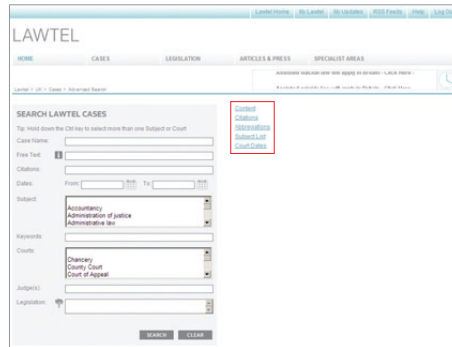 Lawtel Home My Lawtel My Updates RSS Feeds Help Log Ou
LAWTEL
HOME CASES LEGISLATION ARTICLES & PRESS SPECIALIST AREAS
Lawtel > UK > Cases > Advanced Search
SEARCH LAWTEL CASES
Tip: Hold down the Ctrl key to select more than one Subject or Court
Case Name:
Free Text:
Citations:
Dates: From: To:
Subject:
Accountancy
Administration of justice
Administrative law
Keywords:
Courts:
Chancery
County Court
Court of Appeal
Judge(s):
Legislation:
SEARCH CLEAR
Content
Citations
Abbreviations
Subject List
Court Dates